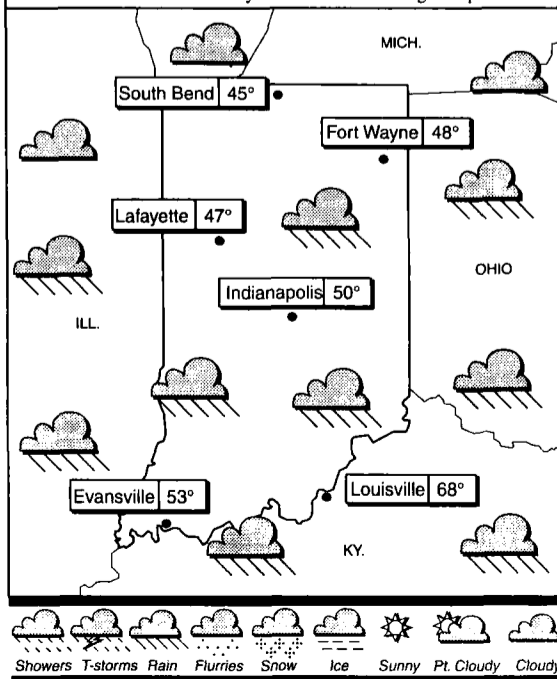 MICH.
South Bend 45°
Fort Wayne 48°
Lafayette 47°
OHIO
Indianapolis 50°
ILL.
Evansville 53°
Louisville 68°
KY.
Showers T-storms Rain Flurries Snow Ice Sunny Pt. Cloudy Cloudy